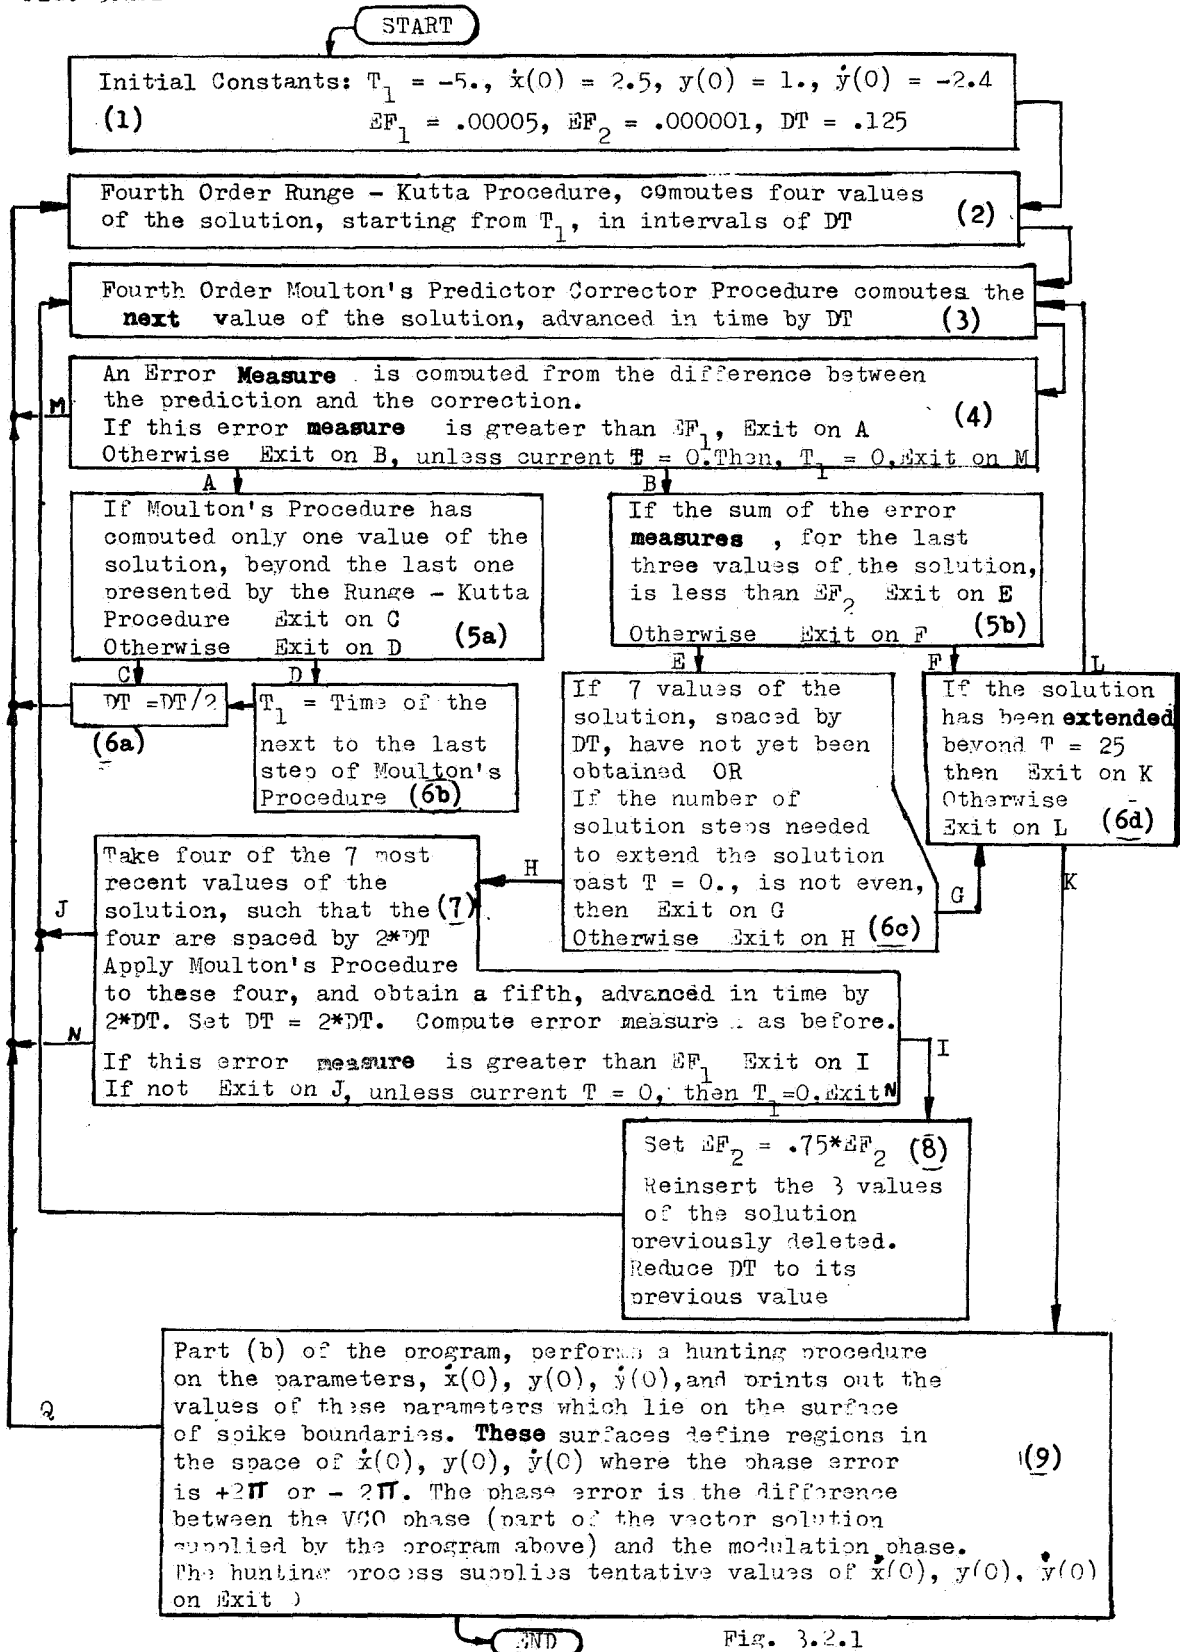 START
Initial Constants: T₁ = -5., ẋ(0) = 2.5, y(0) = 1., ẏ(0) = -2.4
(1) EF₁ = .00005, EF₂ = .000001, DT = .125
Fourth Order Runge - Kutta Procedure, computes four values
of the solution, starting from T₁, in intervals of DT (2)
Fourth Order Moulton's Predictor Corrector Procedure computes the
next value of the solution, advanced in time by DT (3)
An Error Measure is computed from the difference between
the prediction and the correction. (4)
If this error measure is greater than EF₁, Exit on A
Otherwise Exit on B, unless current T = 0. Then, T₁ = 0. Exit on M
M
A
If Moulton's Procedure has
computed only one value of the
solution, beyond the last one
presented by the Runge - Kutta
Procedure Exit on C
Otherwise Exit on D (5a)
B
If the sum of the error
measures , for the last
three values of the solution,
is less than EF₂ Exit on E
Otherwise Exit on F (5b)
C
DT =DT/2
(6a)
D
T₁ = Time of the
next to the last
step of Moulton's
Procedure (6b)
E
If 7 values of the
solution, spaced by
DT, have not yet been
obtained OR
If the number of
solution steps needed
to extend the solution
past T = 0., is not even,
then Exit on G
Otherwise Exit on H (6c)
F
L
If the solution
has been extended
beyond T = 25
then Exit on K
Otherwise
Exit on L (6d)
G
K
H
J
Take four of the 7 most
recent values of the
solution, such that the (7)
four are spaced by 2*DT
Apply Moulton's Procedure
to these four, and obtain a fifth, advanced in time by
2*DT. Set DT = 2*DT. Compute error measure as before.
If this error measure is greater than EF₁ Exit on I
If not Exit on J, unless current T = 0, then T₁=0. Exit N
N
I
Set EF₂ = .75*EF₂ (8)
Reinsert the 3 values
of the solution
previously deleted.
Reduce DT to its
previous value
Q
Part (b) of the program, performs a hunting procedure
on the parameters, ẋ(0), y(0), ẏ(0), and prints out the
values of these parameters which lie on the surface
of spike boundaries. These surfaces define regions in
the space of ẋ(0), y(0), ẏ(0) where the phase error (9)
is +2π or - 2π. The phase error is the difference
between the VCO phase (part of the vector solution
supplied by the program above) and the modulation phase.
The hunting process supplies tentative values of ẋ(0), y(0), ẏ(0)
on Exit
END
Fig. 3.2.1